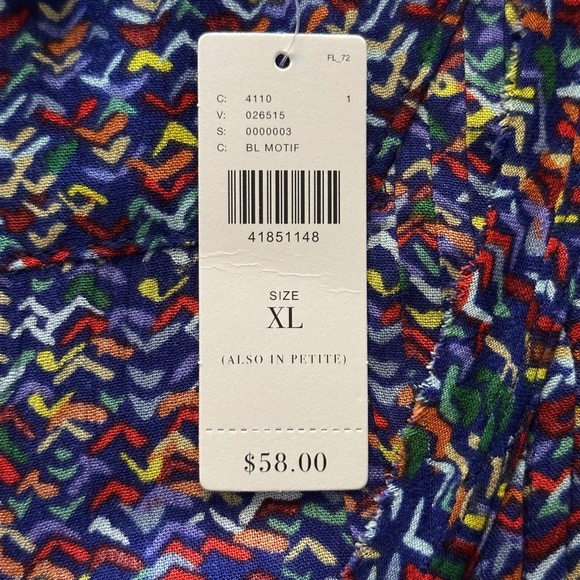 FL_72
C: 4110 1
V: 026515
S: 0000003
C: BL MOTIF
41851148
SIZE
XL
(ALSO IN PETITE)
$58.00